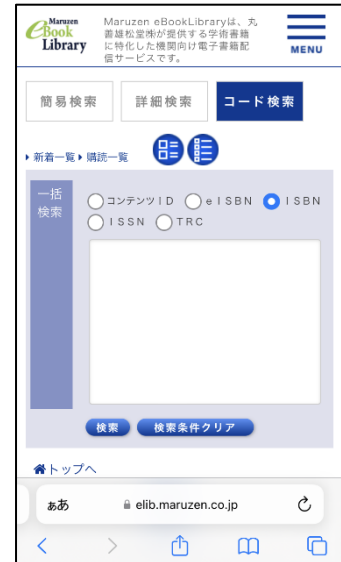 Maruzen
eBook
Library
Maruzen eBookLibraryは、丸
善雄松堂㈱が提供する学術書籍
に特化した機関向け電子書籍配
信サービスです。
MENU
簡易検索
詳細検索
コード検索
新着一覧
購読一覧
一括
検索
コンテンツＩＤ
ｅＩＳＢＮ
ＩＳＢＮ
ＩＳＳＮ
ＴＲＣ
検索
検索条件クリア
トップへ
ああ
elib.maruzen.co.jp